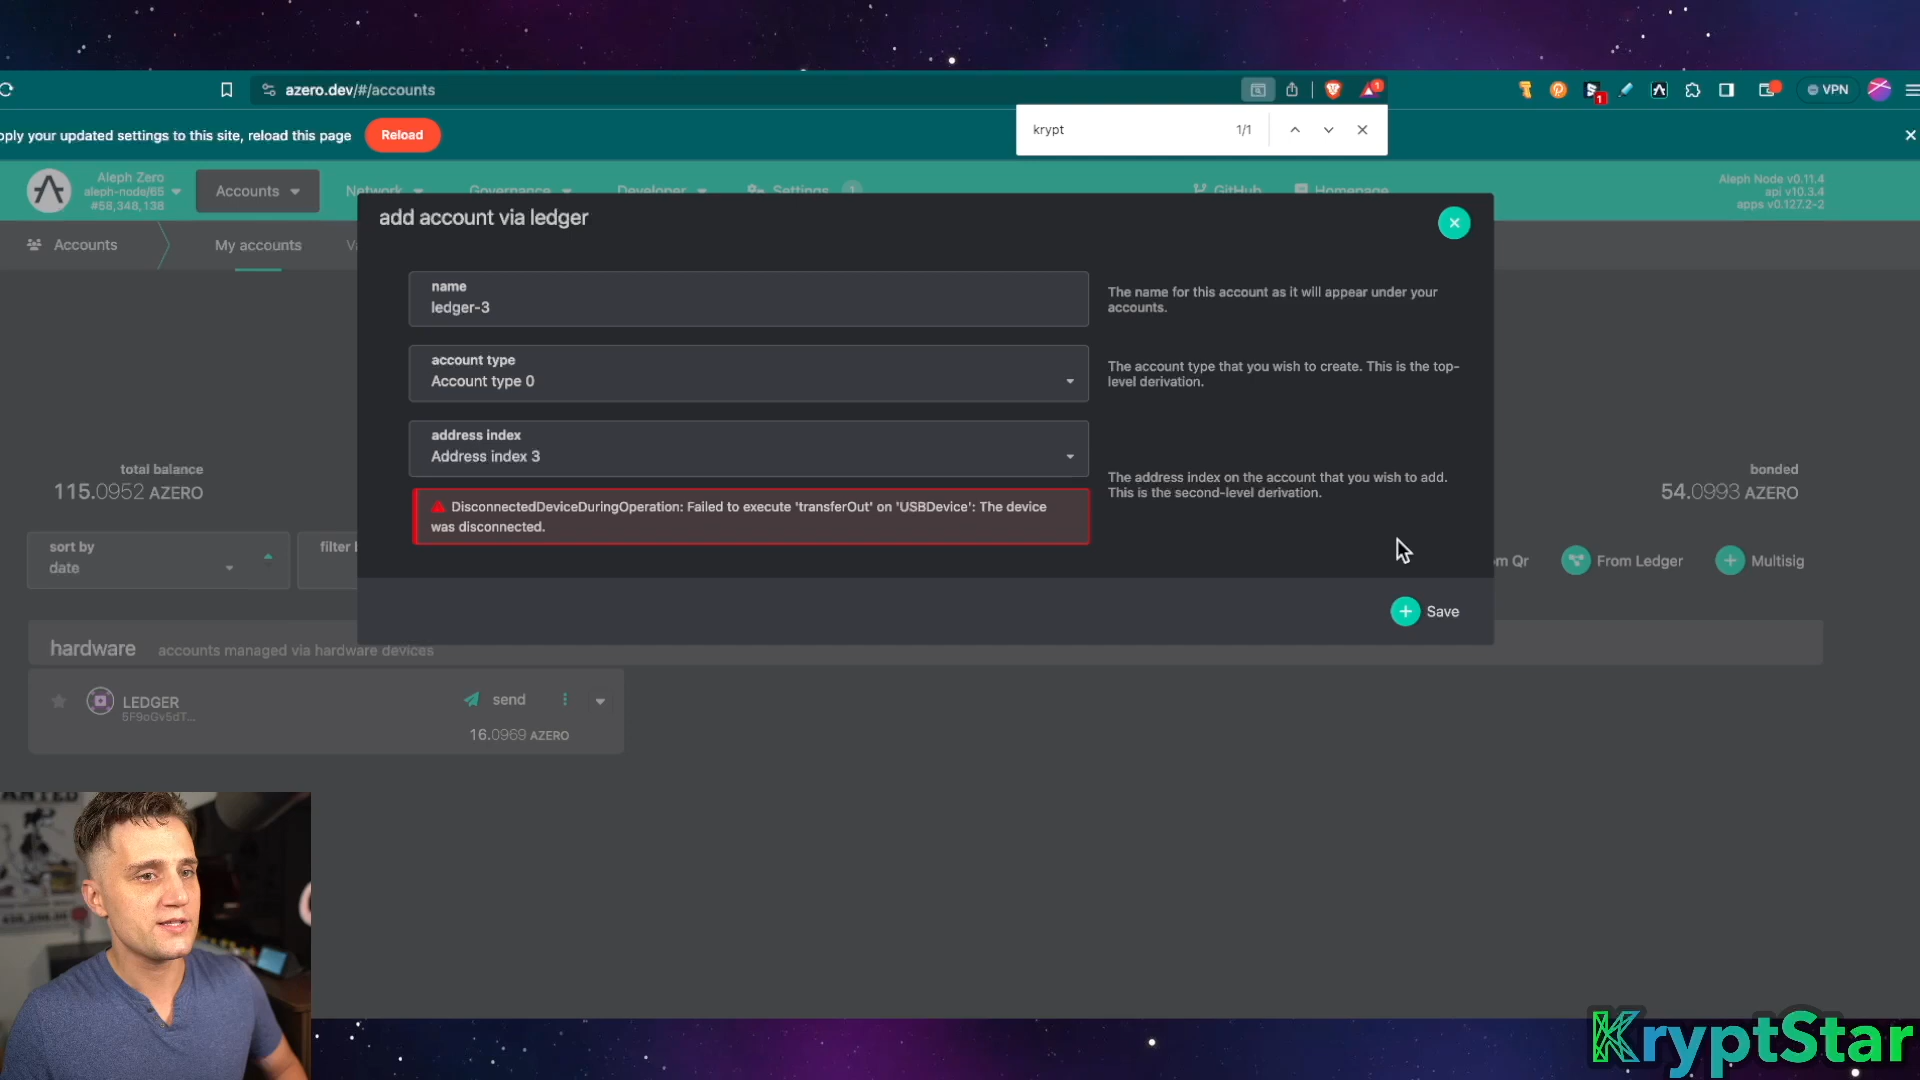 azero.dev/#/accounts
1
1
VPN
krypt
1/1
pply your updated settings to this site, reload this page
Reload
Aleph Zero
aleph-node/65
#58,348,138
Accounts
Network
Governance
Developer
Settings
1
GitHub
Homepage
Aleph Node v0.11.4
api v10.3.4
apps v0.127.2-2
Accounts
My accounts
add account via ledger
name
ledger-3
The name for this account as it will appear under your
accounts.
account type
Account type 0
The account type that you wish to create. This is the top-
level derivation.
address index
Address index 3
The address index on the account that you wish to add.
This is the second-level derivation.
DisconnectedDeviceDuringOperation: Failed to execute 'transferOut' on 'USBDevice': The device
was disconnected.
Save
total balance
115.0952 AZERO
bonded
54.0993 AZERO
sort by
date
filter
m Qr
From Ledger
Multisig
hardware accounts managed via hardware devices
LEDGER
5F9oGv5dT...
send
16.0969 AZERO
KryptStar